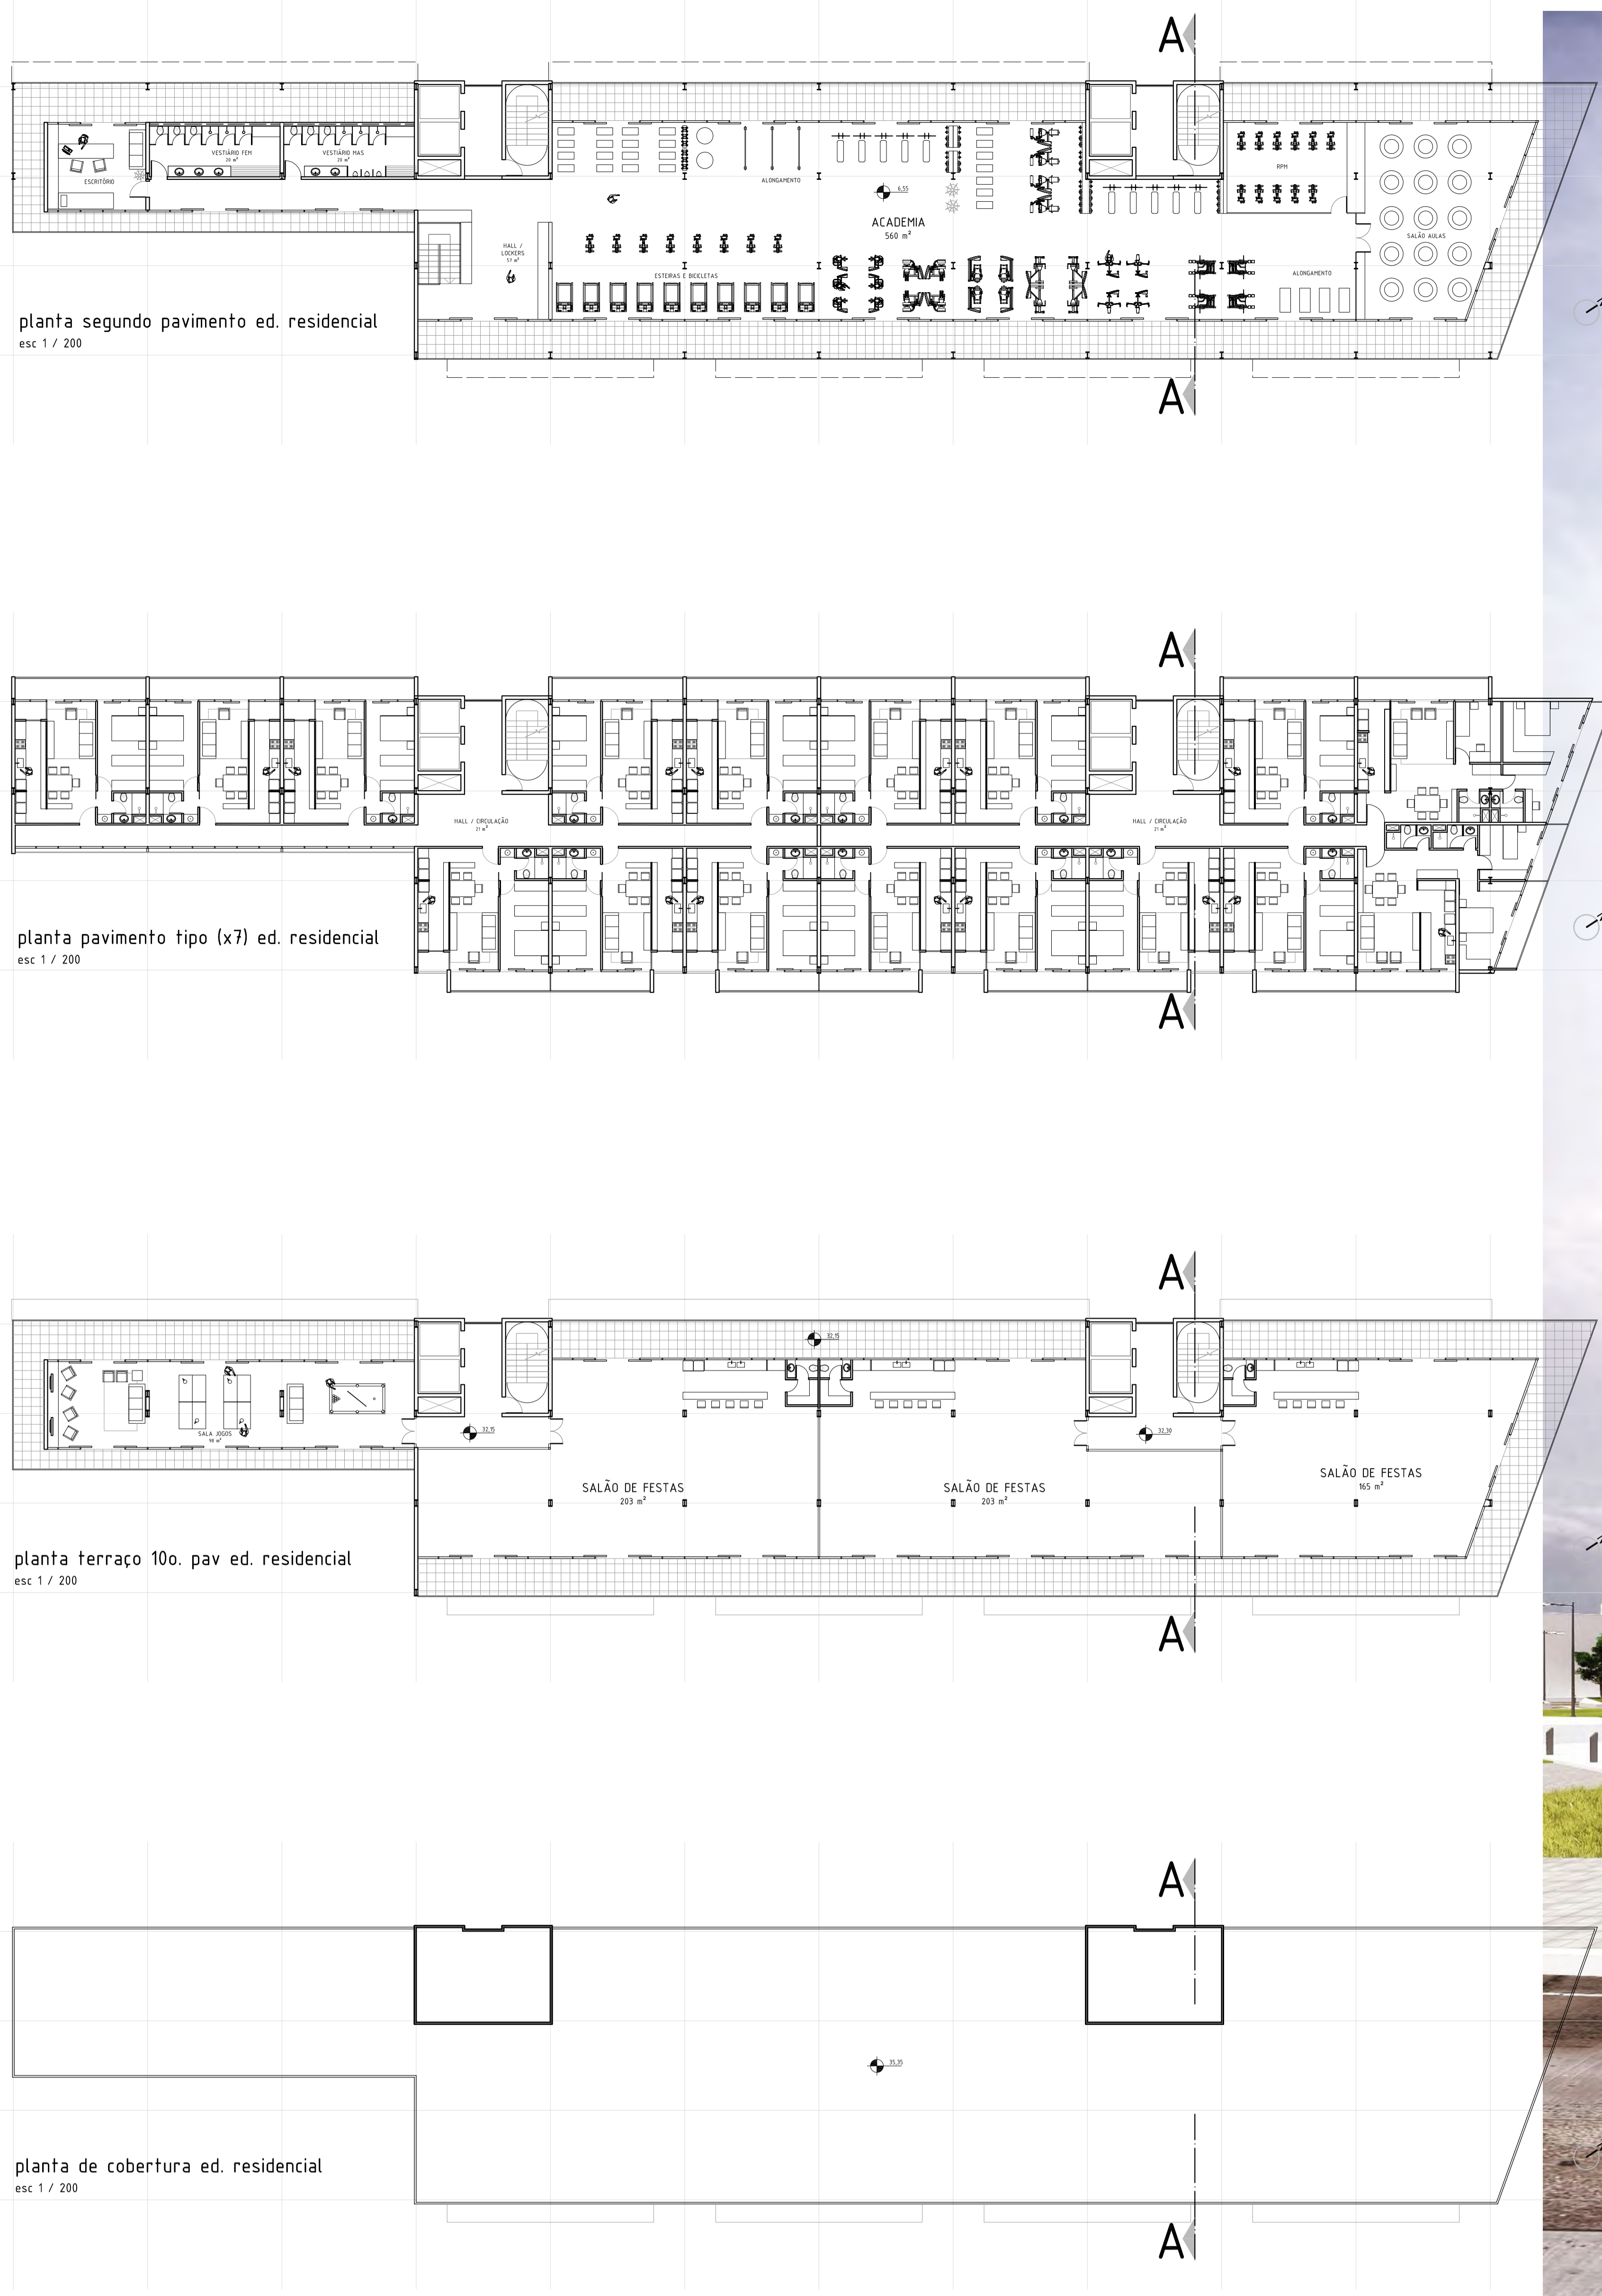 A
VESTIÁRIO FEM
20 m²
VESTIÁRIO MAS
20 m²
ESCRITÓRIO
ALONGAMENTO
6,55
RPM
ACADEMIA
560 m²
SALÃO AULAS
HALL /
LOCKERS
57 m²
ESTEIRAS E BICICLETAS
ALONGAMENTO
planta segundo pavimento ed. residencial
esc 1 / 200
A
A
HALL / CIRCULAÇÃO
21 m²
HALL / CIRCULAÇÃO
21 m²
planta pavimento tipo (x7) ed. residencial
esc 1 / 200
A
A
32,15
SALA JOGOS
98 m²
32,15
32,30
SALÃO DE FESTAS
203 m²
SALÃO DE FESTAS
203 m²
SALÃO DE FESTAS
165 m²
planta terraço 10o. pav ed. residencial
esc 1 / 200
A
A
35,35
planta de cobertura ed. residencial
esc 1 / 200
A